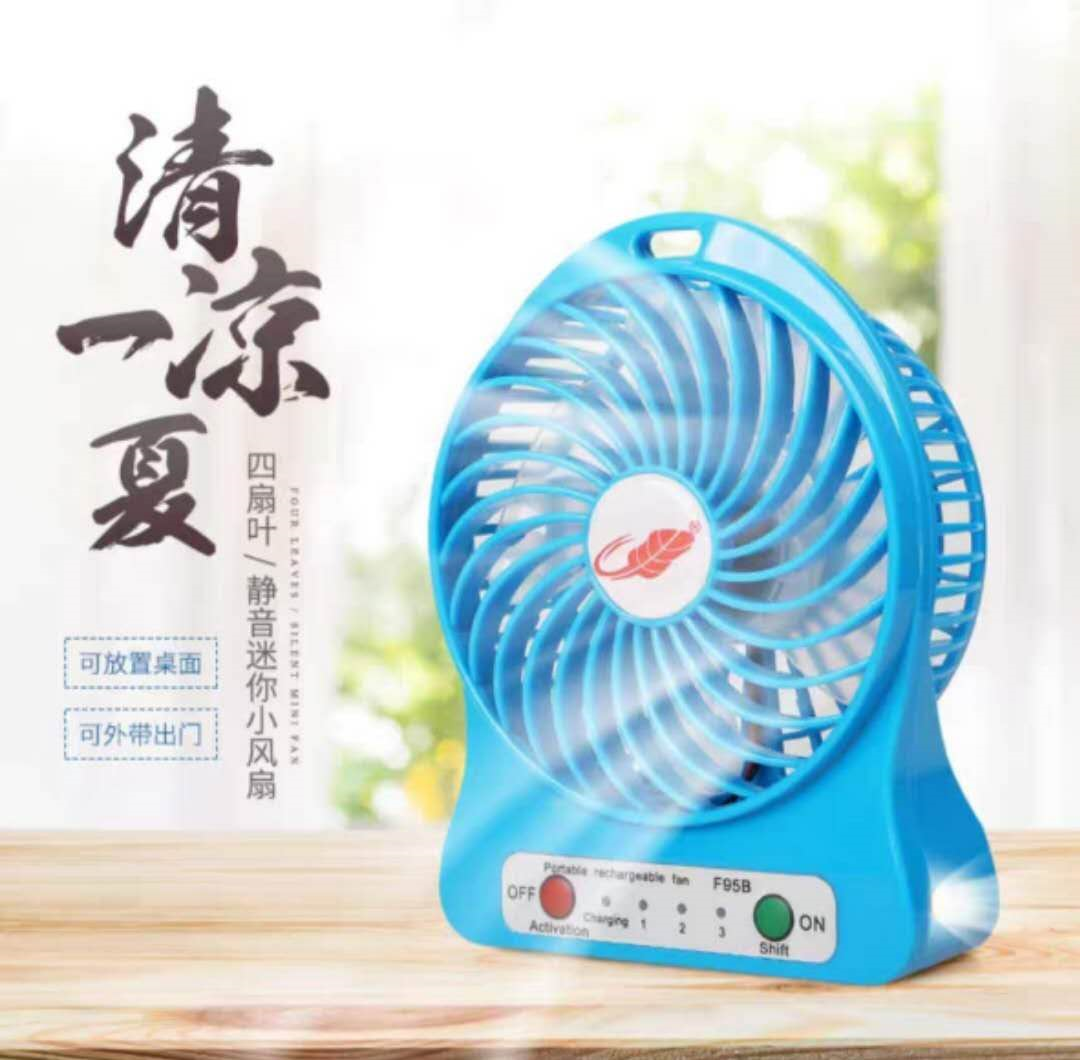 清凉
一夏
四扇叶/静音迷你小风扇
FOUR LEAVES / SILENT MINI FAN
可放置桌面
可外带出门
®
Portable rechargeable fan F95B
OFF
ON
Activation
Charging
1
2
3
Shift